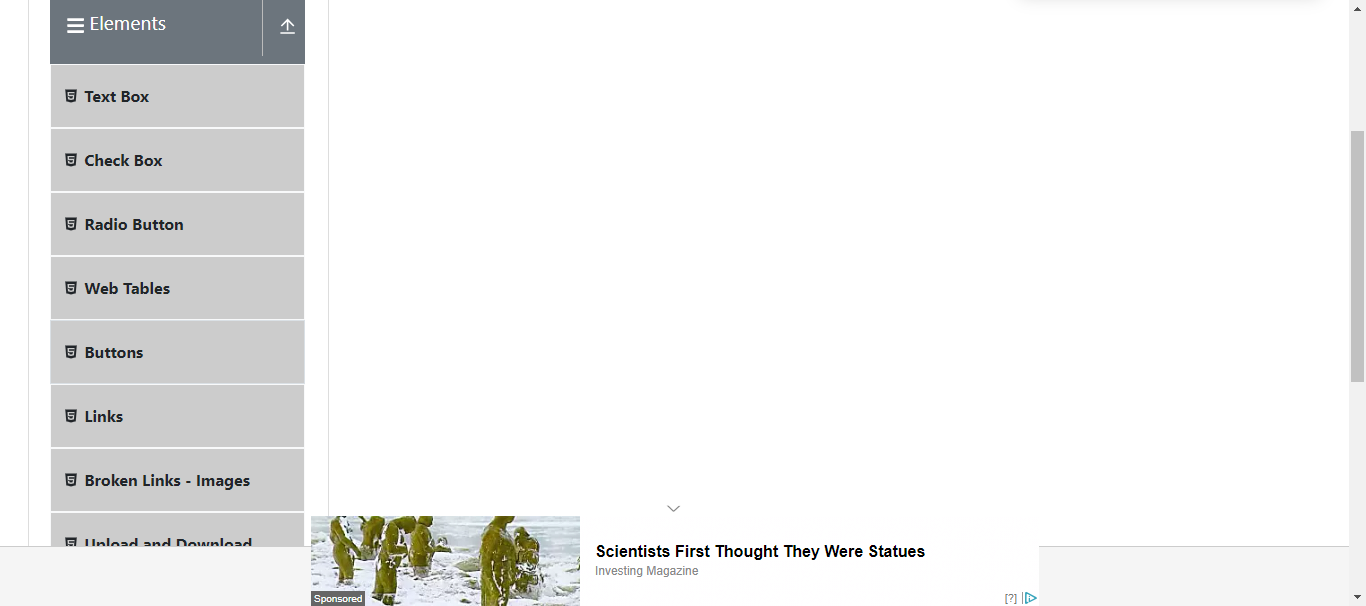 Elements
Text Box
Check Box
Radio Button
Web Tables
Buttons
Links
Broken Links - Images
Upload and Download
Scientists First Thought They Were Statues
Investing Magazine
Sponsored
[?]